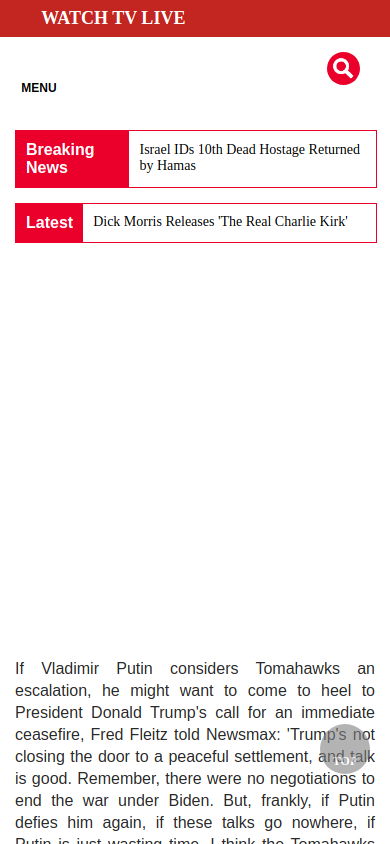 WATCH TV LIVE
MENU
Breaking News
Israel IDs 10th Dead Hostage Returned
by Hamas
Latest
Dick Morris Releases 'The Real Charlie Kirk'
If Vladimir Putin considers Tomahawks an
escalation, he might want to come to heel to
President Donald Trump's call for an immediate
ceasefire, Fred Fleitz told Newsmax: 'Trump's not
closing the door to a peaceful settlement, and talk
TOP
is good. Remember, there were no negotiations to
end the war under Biden. But, frankly, if Putin
defies him again, if these talks go nowhere, if
Putin is just wasting time, I think the Tomahawks